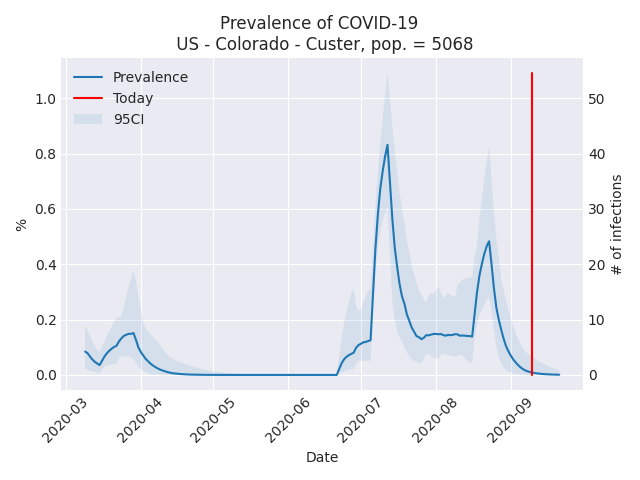 Prevalence of COVID-19
US - Colorado - Custer, pop. = 5068
Prevalence
Today
95CI
1.0
0.8
0.6
0.4
0.2
0.0
%
50
40
30
20
10
0
# of infections
2020-03
2020-04
2020-05
2020-06
2020-07
2020-08
2020-09
Date